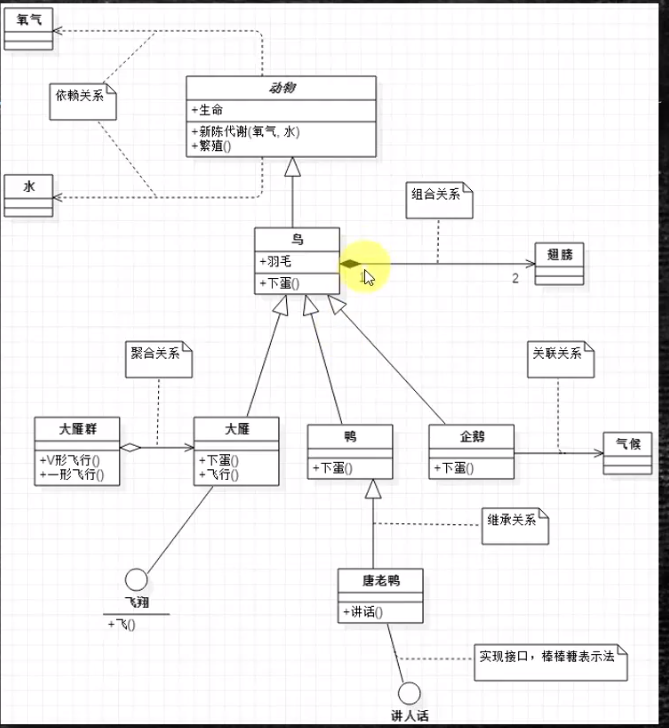 氧气
动物
+生命
+新陈代谢(氧气, 水)
+繁殖()
依赖关系
水
组合关系
鸟
+羽毛
+下蛋()
翅膀
1
2
聚合关系
关联关系
大雁群
+V形飞行()
+一形飞行()
大雁
+下蛋()
+飞行()
鸭
+下蛋()
企鹅
+下蛋()
气候
继承关系
唐老鸭
+讲话()
飞翔
+飞()
实现接口，棒棒糖表示法
讲人话